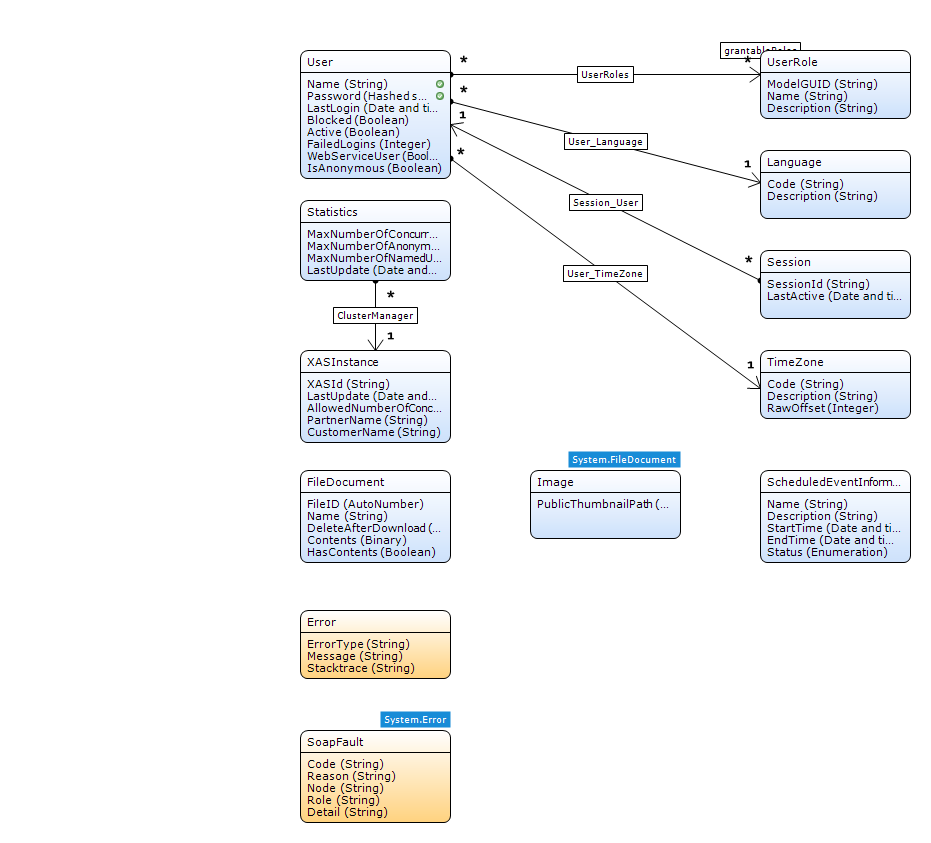 User
Name (String)
Password (Hashed s...
LastLogin (Date and ti...
Blocked (Boolean)
Active (Boolean)
FailedLogins (Integer)
WebServiceUser (Bool...
IsAnonymous (Boolean)
*
*
1
*
UserRoles
User_Language
Session_User
User_TimeZone
*
UserRole
ModelGUID (String)
Name (String)
Description (String)
1
Language
Code (String)
Description (String)
*
Session
SessionId (String)
LastActive (Date and ti...
1
TimeZone
Code (String)
Description (String)
RawOffset (Integer)
Statistics
MaxNumberOfConcurr...
MaxNumberOfAnonym...
MaxNumberOfNamedU...
LastUpdate (Date and...
*
ClusterManager
1
XASInstance
XASId (String)
LastUpdate (Date and...
AllowedNumberOfConc...
PartnerName (String)
CustomerName (String)
FileDocument
FileID (AutoNumber)
Name (String)
DeleteAfterDownload (...
Contents (Binary)
HasContents (Boolean)
System.FileDocument
Image
PublicThumbnailPath (...
ScheduledEventInform...
Name (String)
Description (String)
StartTime (Date and ti...
EndTime (Date and ti...
Status (Enumeration)
Error
ErrorType (String)
Message (String)
Stacktrace (String)
System.Error
SoapFault
Code (String)
Reason (String)
Node (String)
Role (String)
Detail (String)